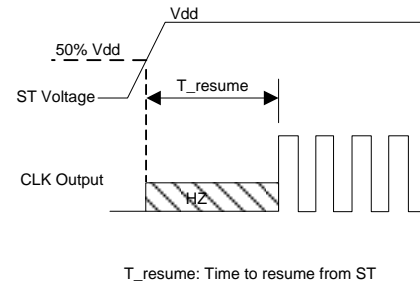 Vdd
50% Vdd
T_resume
ST Voltage
CLK Output
HZ
T_resume: Time to resume from ST